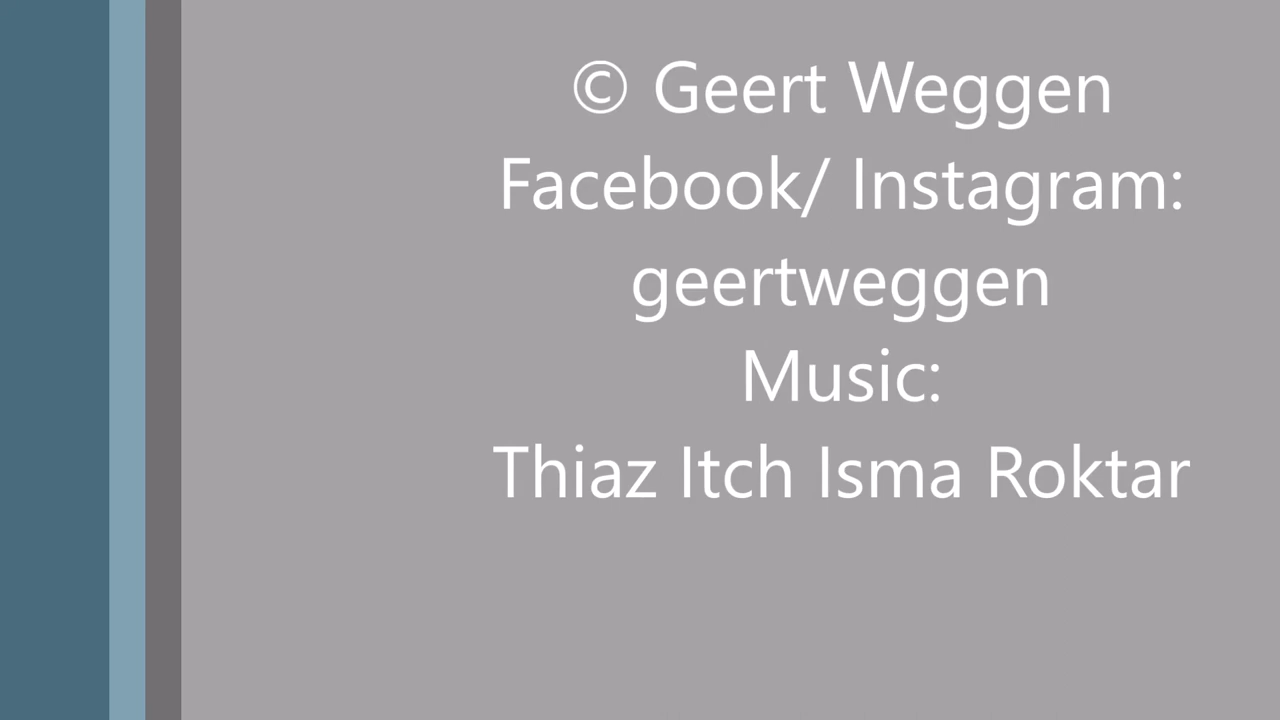 © Geert Weggen
Facebook/ Instagram:
geertweggen
Music:
Thiaz Itch Isma Roktar